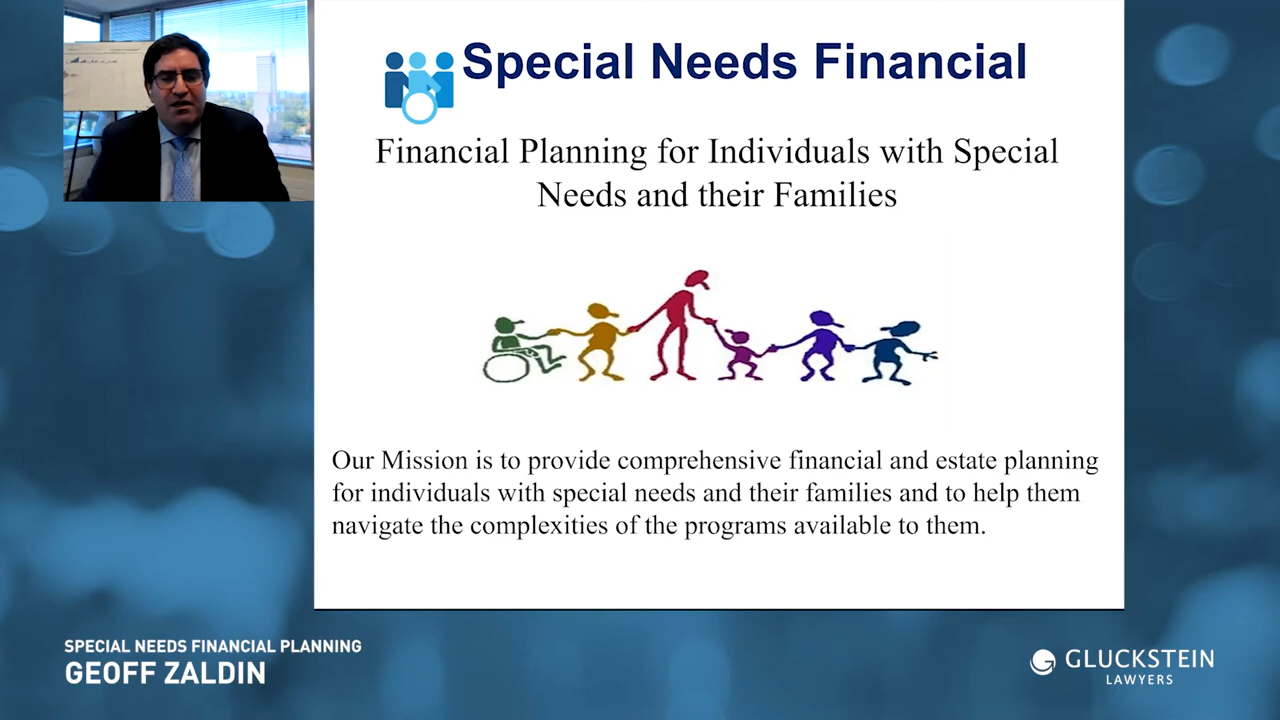 Special Needs Financial
Financial Planning for Individuals with Special
Needs and their Families
Our Mission is to provide comprehensive financial and estate planning
for individuals with special needs and their families and to help them
navigate the complexities of the programs available to them.
SPECIAL NEEDS FINANCIAL PLANNING
GEOFF ZALDIN
GLUCKSTEIN
LAWYERS